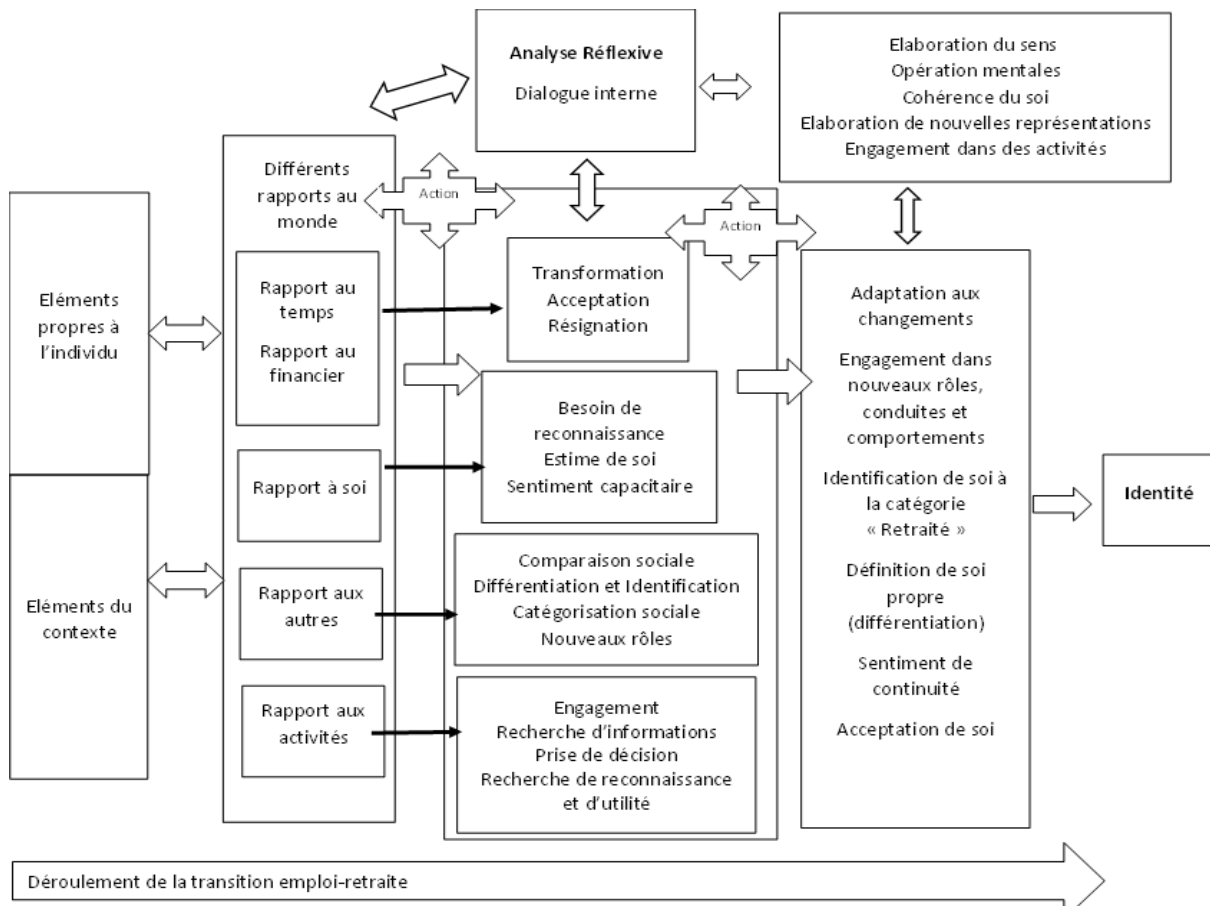 Analyse Réflexive
Dialogue interne
Elaboration du sens
Opération mentales
Cohérence du soi
Elaboration de nouvelles représentations
Engagement dans des activités
Eléments
propres à
l'individu
Eléments du
contexte
Différents
rapports au
monde
Rapport au
temps
Rapport au
financier
Rapport à soi
Rapport aux
autres
Rapport aux
activités
Action
Action
Transformation
Acceptation
Résignation
Besoin de
reconnaissance
Estime de soi
Sentiment capacitaire
Comparaison sociale
Différentiation et Identification
Catégorisation sociale
Nouveaux rôles
Engagement
Recherche d'informations
Prise de décision
Recherche de reconnaissance
et d'utilité
Adaptation aux
changements
Engagement dans
nouveaux rôles,
conduites et
comportements
Identification de soi à
la catégorie
« Retraité »
Définition de soi
propre
(différentiation)
Sentiment de
continuité
Acceptation de soi
Identité
Déroulement de la transition emploi-retraite